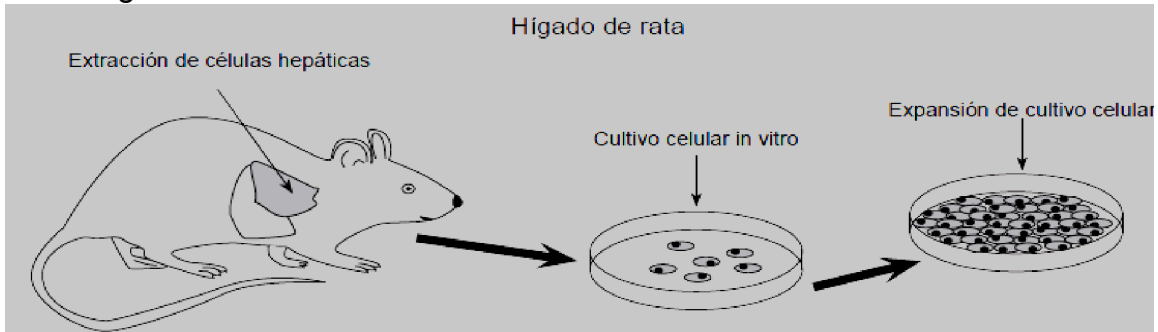 Hígado de rata
Extracción de células hepáticas
Cultivo celular in vitro
Expansión de cultivo celular